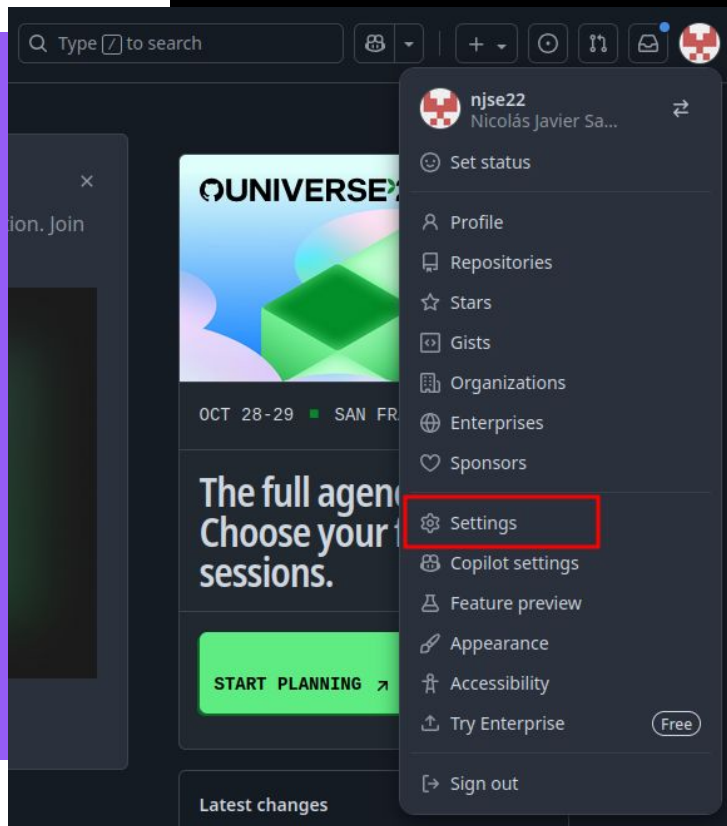 Type / to search
njse22
Nicolás Javier Sa...
Set status
ion. Join
UNIVERSE'
Profile
Repositories
Stars
Gists
Organizations
Enterprises
Sponsors
OCT 28-29 ■ SAN FR
The full agen
Choose your
sessions.
START PLANNING ↗
Settings
Copilot settings
Feature preview
Appearance
Accessibility
Try Enterprise Free
Sign out
Latest changes